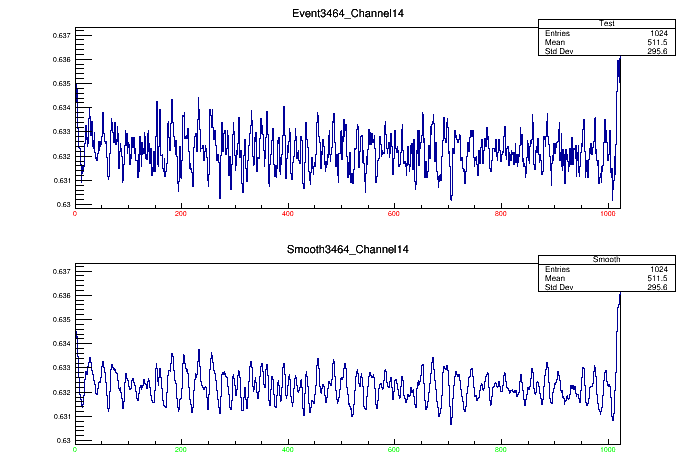 Event3464_Channel14
Test
Entries 1024
Mean 511.5
Std Dev 295.6
0.637
0.636
0.635
0.634
0.633
0.632
0.631
0.63
0 200 400 600 800 1000
Smooth3464_Channel14
Smooth
Entries 1024
Mean 511.5
Std Dev 295.6
0.637
0.636
0.635
0.634
0.633
0.632
0.631
0.63
0 200 400 600 800 1000